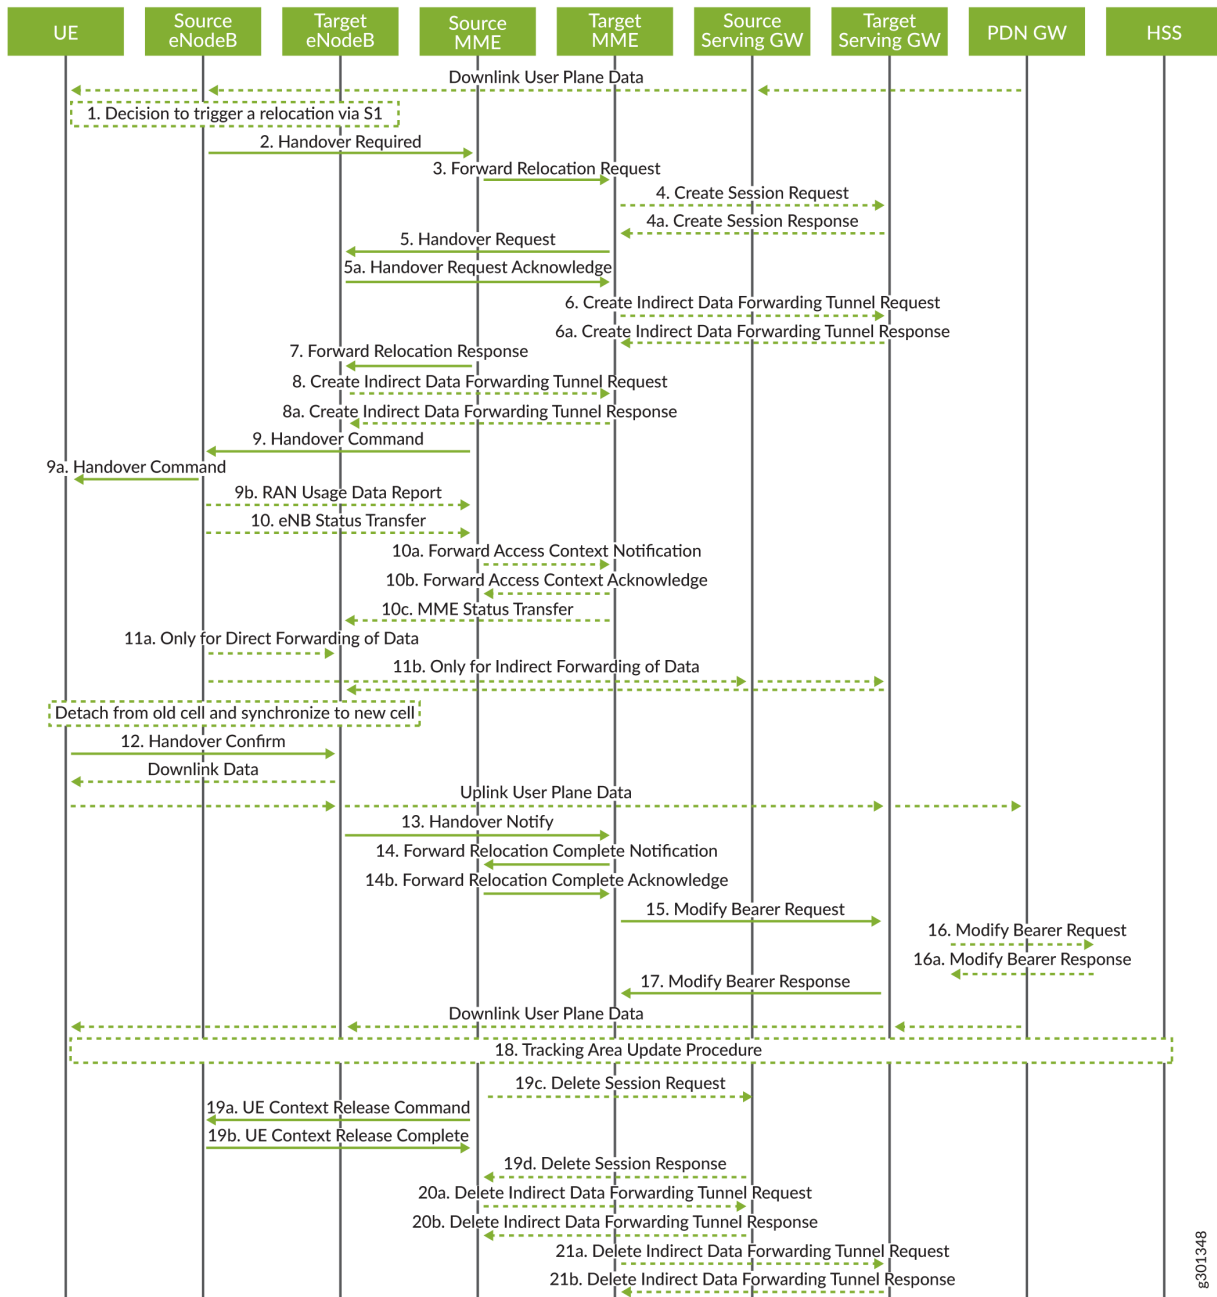 UE
Source
eNodeB
Target
eNodeB
Source
MME
Target
MME
Source
Serving GW
Target
Serving GW
PDN GW
HSS
Downlink User Plane Data
1. Decision to trigger a relocation via S1
2. Handover Required
3. Forward Relocation Request
4. Create Session Request
4a. Create Session Response
5. Handover Request
5a. Handover Request Acknowledge
6. Create Indirect Data Forwarding Tunnel Request
6a. Create Indirect Data Forwarding Tunnel Response
7. Forward Relocation Response
8. Create Indirect Data Forwarding Tunnel Request
8a. Create Indirect Data Forwarding Tunnel Response
9. Handover Command
9a. Handover Command
9b. RAN Usage Data Report
10. eNB Status Transfer
10a. Forward Access Context Notification
10b. Forward Access Context Acknowledge
10c. MME Status Transfer
11a. Only for Direct Forwarding of Data
11b. Only for Indirect Forwarding of Data
Detach from old cell and synchronize to new cell
12. Handover Confirm
Downlink Data
Uplink User Plane Data
13. Handover Notify
14. Forward Relocation Complete Notification
14b. Forward Relocation Complete Acknowledge
15. Modify Bearer Request
16. Modify Bearer Request
16a. Modify Bearer Response
17. Modify Bearer Response
Downlink User Plane Data
18. Tracking Area Update Procedure
19c. Delete Session Request
19a. UE Context Release Command
19b. UE Context Release Complete
19d. Delete Session Response
20a. Delete Indirect Data Forwarding Tunnel Request
20b. Delete Indirect Data Forwarding Tunnel Response
21a. Delete Indirect Data Forwarding Tunnel Request
21b. Delete Indirect Data Forwarding Tunnel Response
g301348